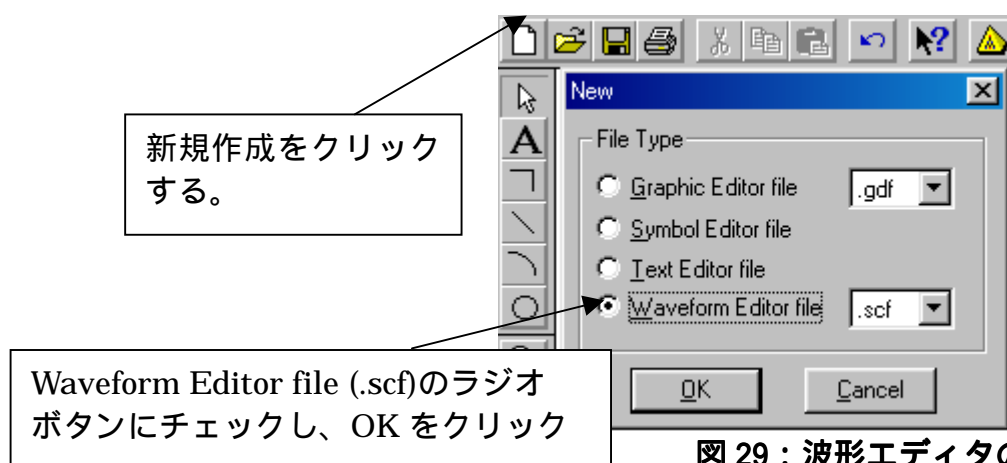 New
新規作成をクリック
する。
A
File Type
Graphic Editor file
.gdf
Symbol Editor file
Text Editor file
Waveform Editor file
.scf
Waveform Editor file (.scf)のラジオ
ボタンにチェックし、OK をクリック
OK
Cancel
図 29：波形エディタの